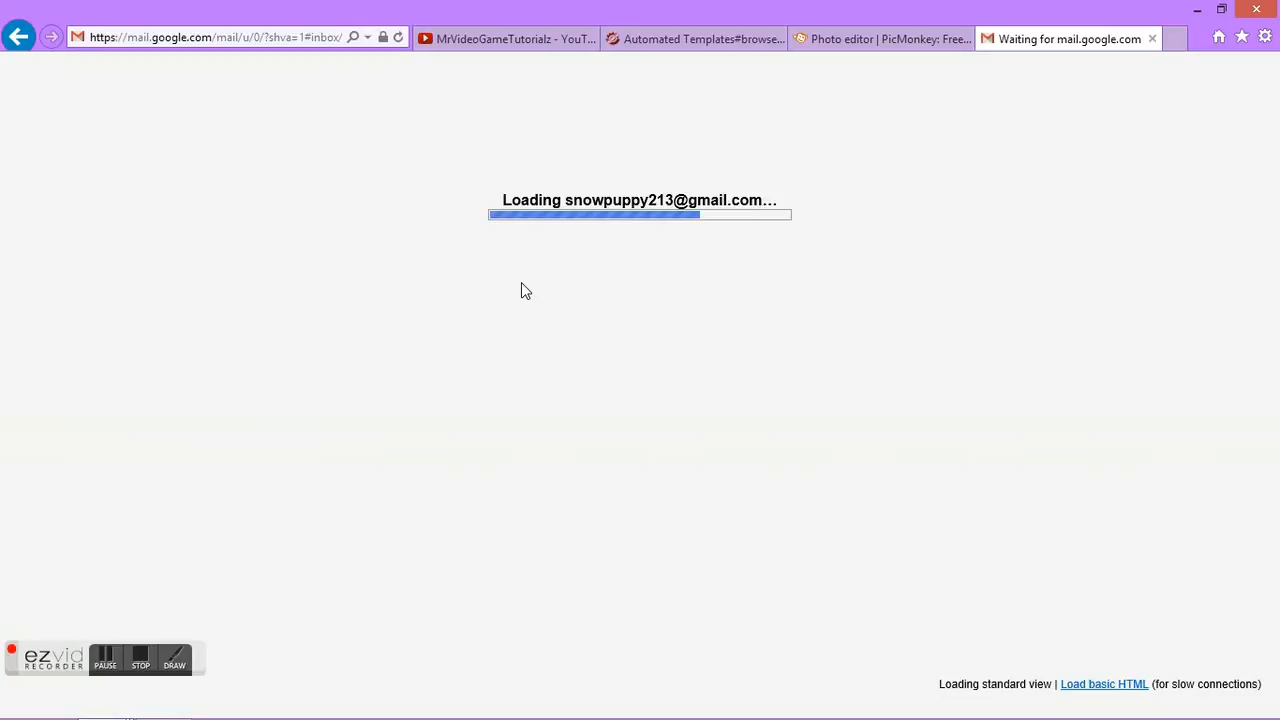 https://mail.google.com/mail/u/0/?shva=1#inbox/
MrVideoGameTutorialz - YouT...
Automated Templates#browse...
Photo editor | PicMonkey: Free...
Waiting for mail.google.com
Loading snowpuppy213@gmail.com...
ezvid
RECORDER
PAUSE
STOP
DRAW
Loading standard view | Load basic HTML (for slow connections)